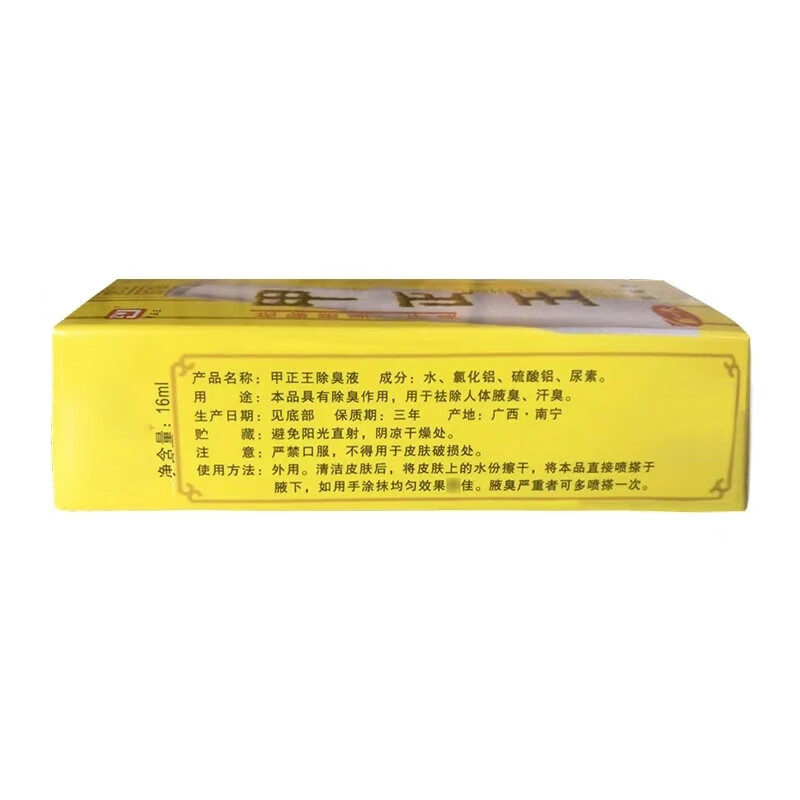 产品名称：甲正王除臭液 成分：水、氯化铝、硫酸铝、尿素。
用 途：本品具有除臭作用，用于祛除人体腋臭、汗臭。
生产日期：见底部 保质期：三年 产地：广西·南宁
贮 藏：避免阳光直射，阴凉干燥处。
注 意：严禁口服，不得用于皮肤破损处。
使用方法：外用。清洁皮肤后，将皮肤上的水份擦干，将本品直接喷搽于
腋下，如用手涂抹均匀效果 佳。腋臭严重者可多喷搽一次。
净含量：16ml
甲正王